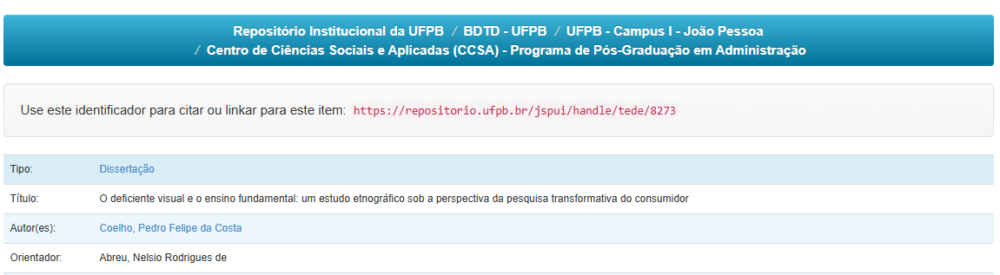 Repositório Institucional da UFPB / BDTD - UFPB / UFPB - Campus I - João Pessoa
/ Centro de Ciências Sociais e Aplicadas (CCSA) - Programa de Pós-Graduação em Administração
Use este identificador para citar ou linkar para este item: https://repositorio.ufpb.br/jspui/handle/tede/8273
Tipo: Dissertação
Título: O deficiente visual e o ensino fundamental: um estudo etnográfico sob a perspectiva da pesquisa transformativa do consumidor
Autor(es): Coelho, Pedro Felipe da Costa
Orientador: Abreu, Nelsio Rodrigues de